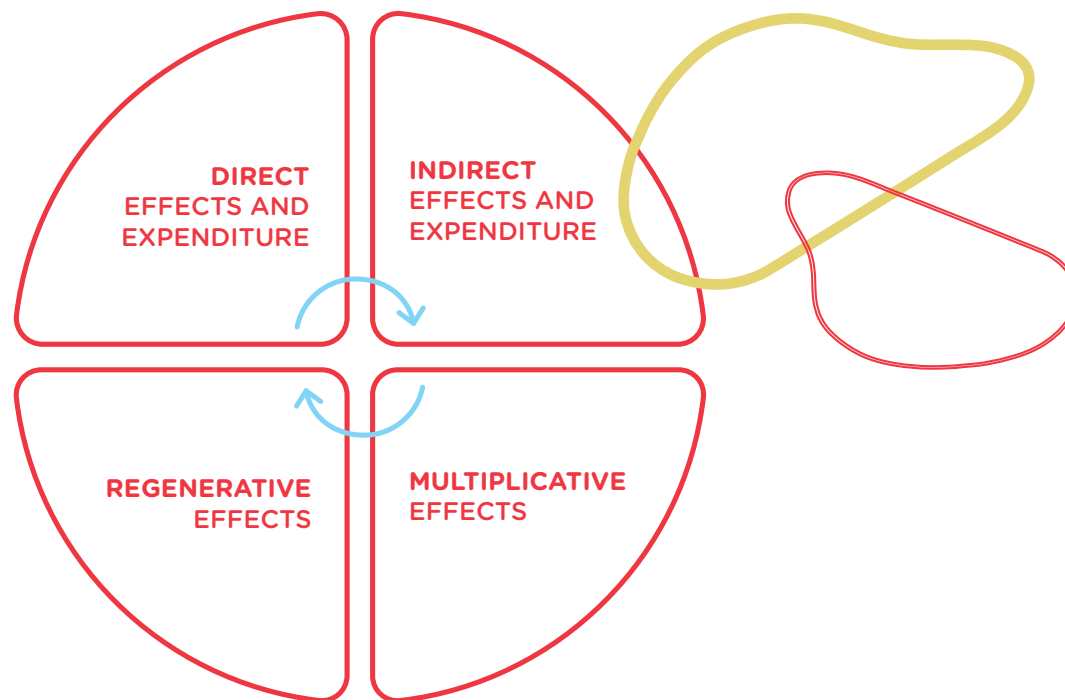 DIRECT
EFFECTS AND
EXPENDITURE
INDIRECT
EFFECTS AND
EXPENDITURE
REGENERATIVE
EFFECTS
MULTIPLICATIVE
EFFECTS